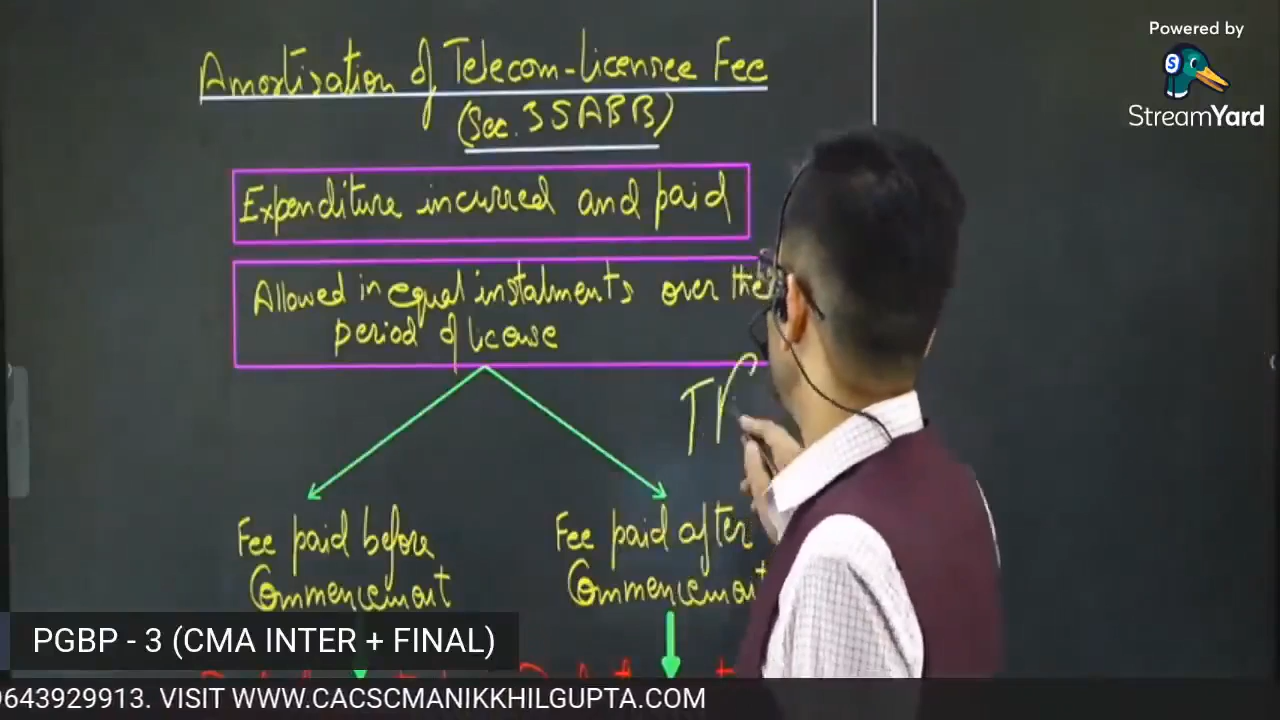 Powered by
StreamYard
Amortisation of Telecom-Licensee Fee
(Sec. 35ABB)
Expenditure incurred and paid
Allowed in equal instalments over the
period of license
Fee paid before
Commencement
Fee paid after
Commencement
PGBP - 3 (CMA INTER + FINAL)
9643929913. VISIT WWW.CACSCMANIKKHILGUPTA.COM